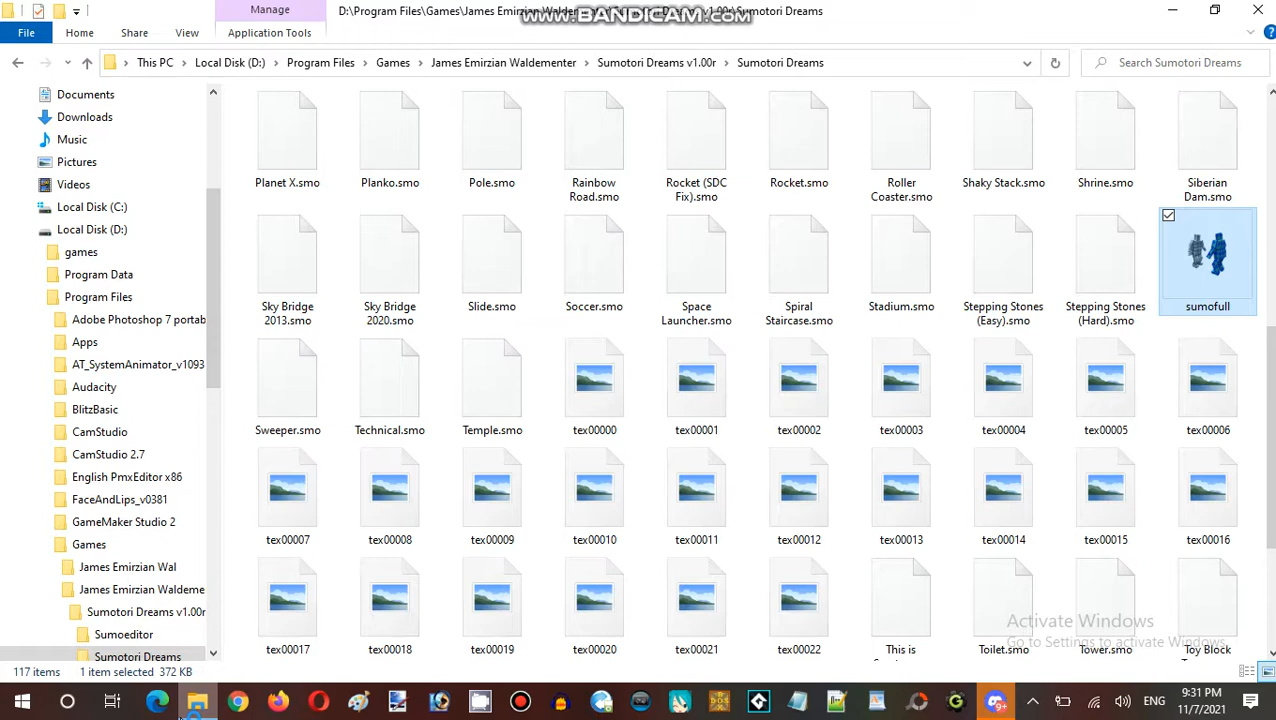 Manage
D:\Program Files\Games\James Emirzian Waldementer\Sumotori Dreams v1.00r\Sumotori Dreams
www.BANDICAM.com
File
Home
Share
View
Application Tools
This PC
Local Disk (D:)
Program Files
Games
James Emirzian Waldementer
Sumotori Dreams v1.00r
Sumotori Dreams
Search Sumotori Dreams
Documents
Downloads
Music
Pictures
Videos
Local Disk (C:)
Local Disk (D:)
games
Program Data
Program Files
Adobe Photoshop 7 portab
Apps
AT_SystemAnimator_v1093
Audacity
BlitzBasic
CamStudio
CamStudio 2.7
English PmxEditor x86
FaceAndLips_v0381
GameMaker Studio 2
Games
James Emirzian Wal
James Emirzian Waldeme
Sumotori Dreams v1.00r
Sumoeditor
Sumotori Dreams
Planet X.smo
Planko.smo
Pole.smo
Rainbow
Road.smo
Rocket (SDC
Fix).smo
Rocket.smo
Roller
Coaster.smo
Shaky Stack.smo
Shrine.smo
Siberian
Dam.smo
Sky Bridge
2013.smo
Sky Bridge
2020.smo
Slide.smo
Soccer.smo
Space
Launcher.smo
Spiral
Staircase.smo
Stadium.smo
Stepping Stones
(Easy).smo
Stepping Stones
(Hard).smo
sumofull
Sweeper.smo
Technical.smo
Temple.smo
tex00000
tex00001
tex00002
tex00003
tex00004
tex00005
tex00006
tex00007
tex00008
tex00009
tex00010
tex00011
tex00012
tex00013
tex00014
tex00015
tex00016
tex00017
tex00018
tex00019
tex00020
tex00021
tex00022
This is
Toilet.smo
Tower.smo
Toy Block
Activate Windows
Go to Settings to activate Windows.
117 items
1 item selected 372 KB
ENG
9:31 PM
11/7/2021